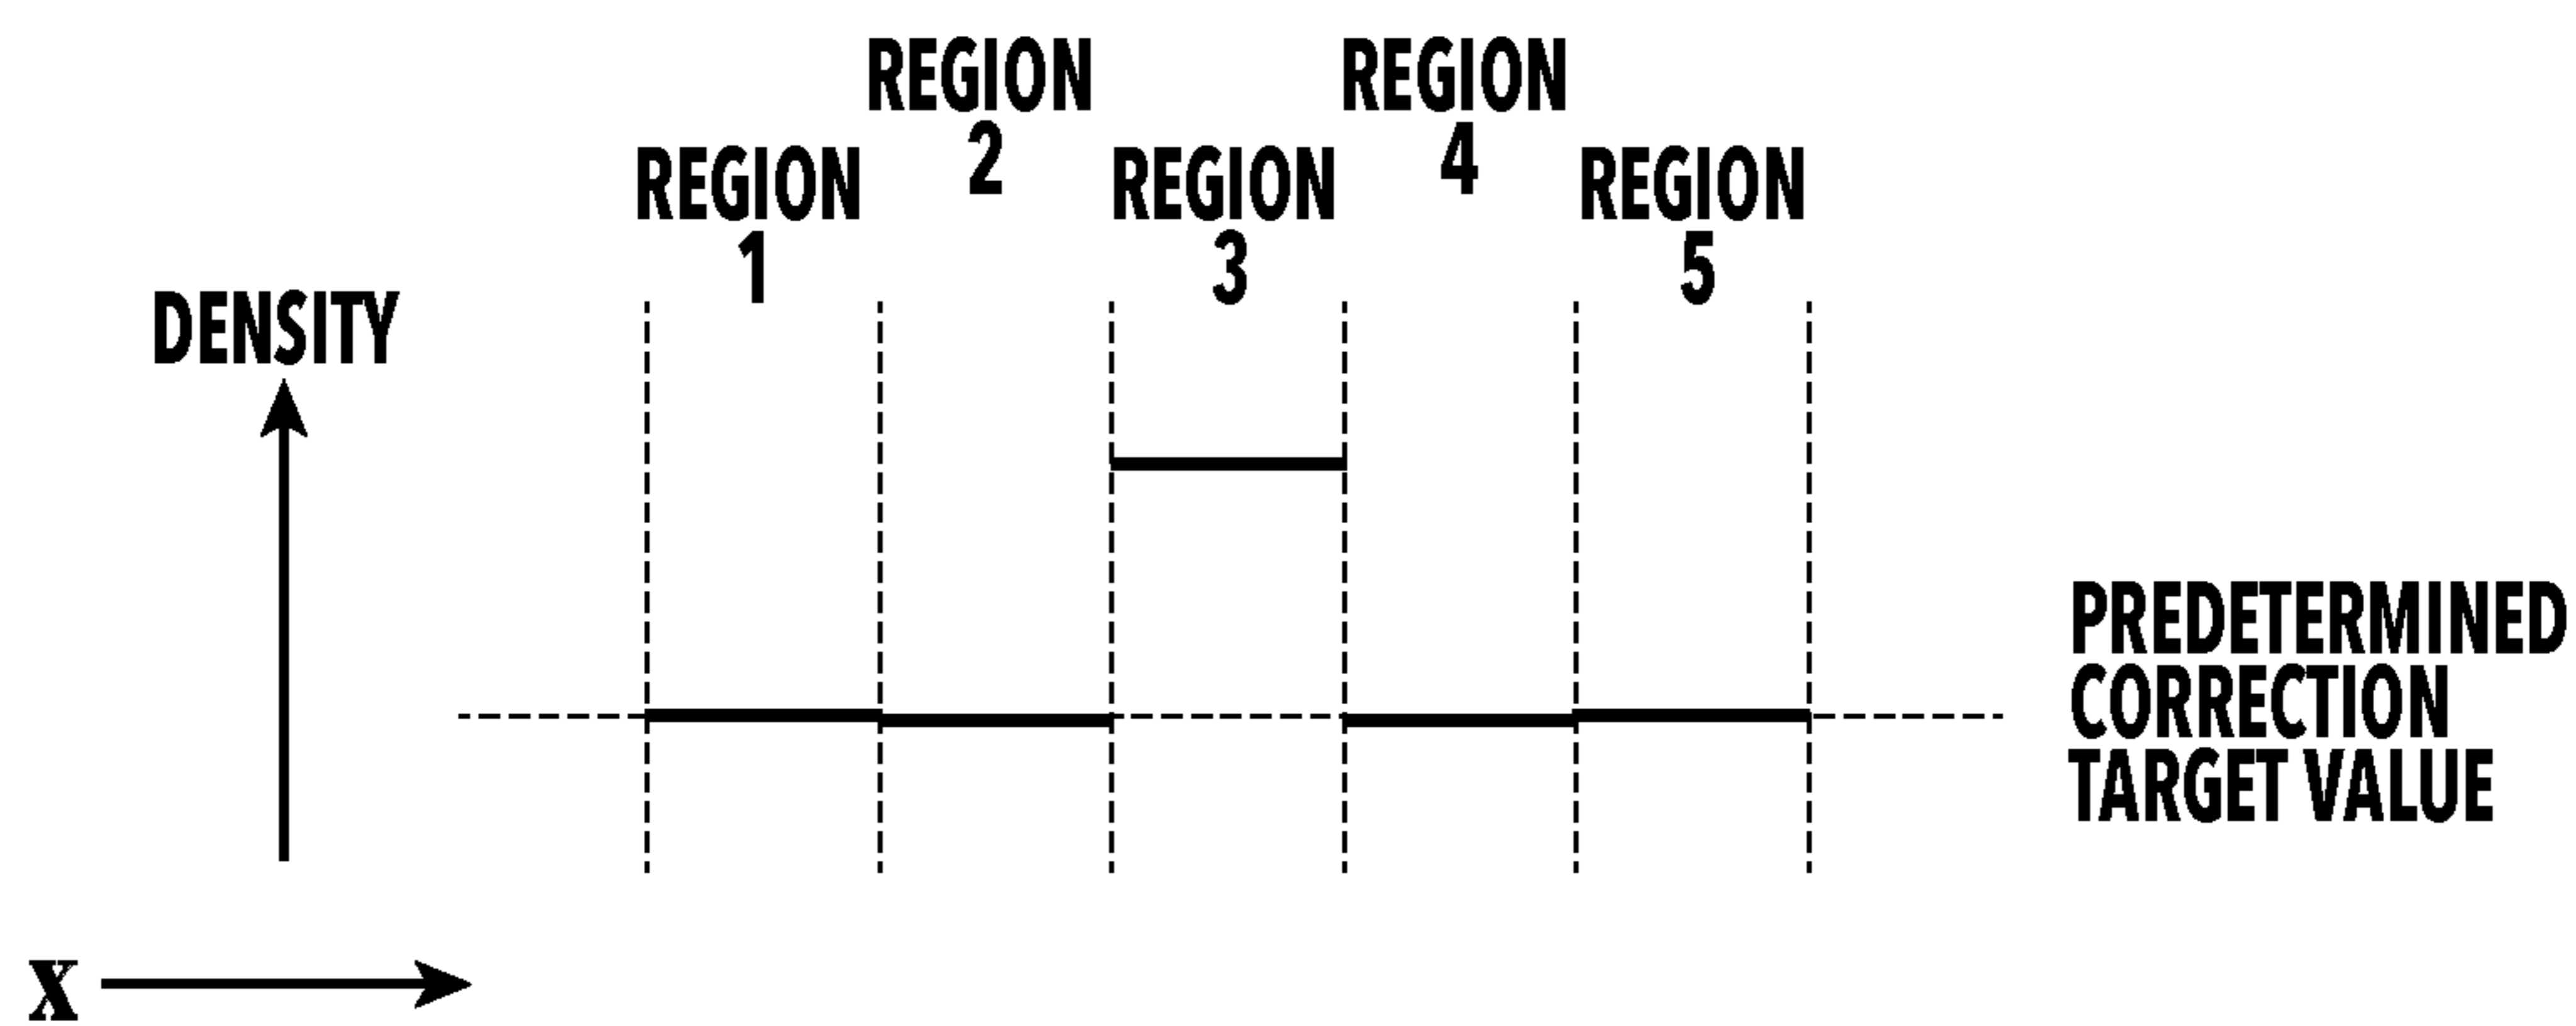 REGION
1
REGION
2
REGION
3
REGION
4
REGION
5
DENSITY
PREDETERMINED
CORRECTION
TARGET VALUE
x